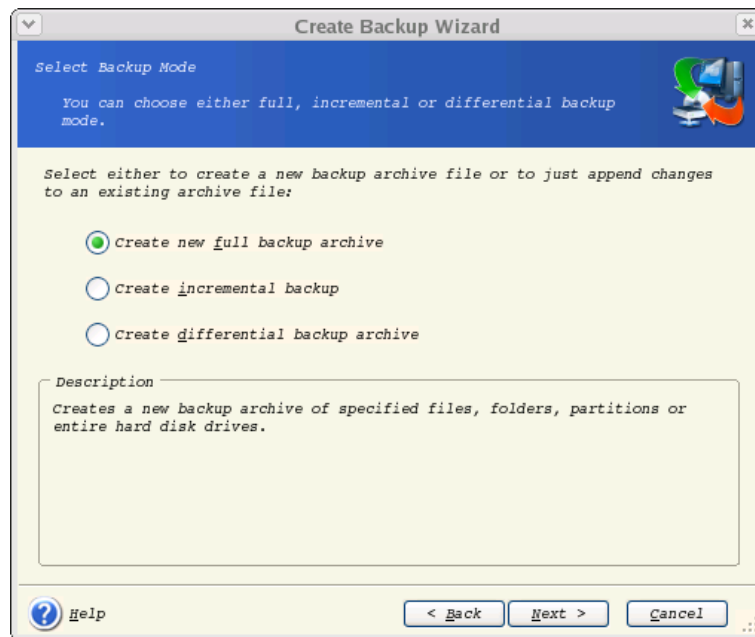 Create Backup Wizard
Select Backup Mode
You can choose either full, incremental or differential backup
mode.
Select either to create a new backup archive file or to just append changes
to an existing archive file:
Create new full backup archive
Create incremental backup
Create differential backup archive
Description
Creates a new backup archive of specified files, folders, partitions or
entire hard disk drives.
Help
< Back
Next >
Cancel